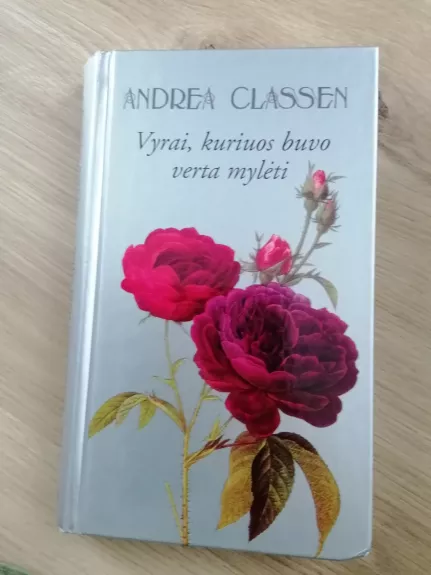 ANDREA CLASSEN
Vyrai, kuriuos buvo
verta mylėti